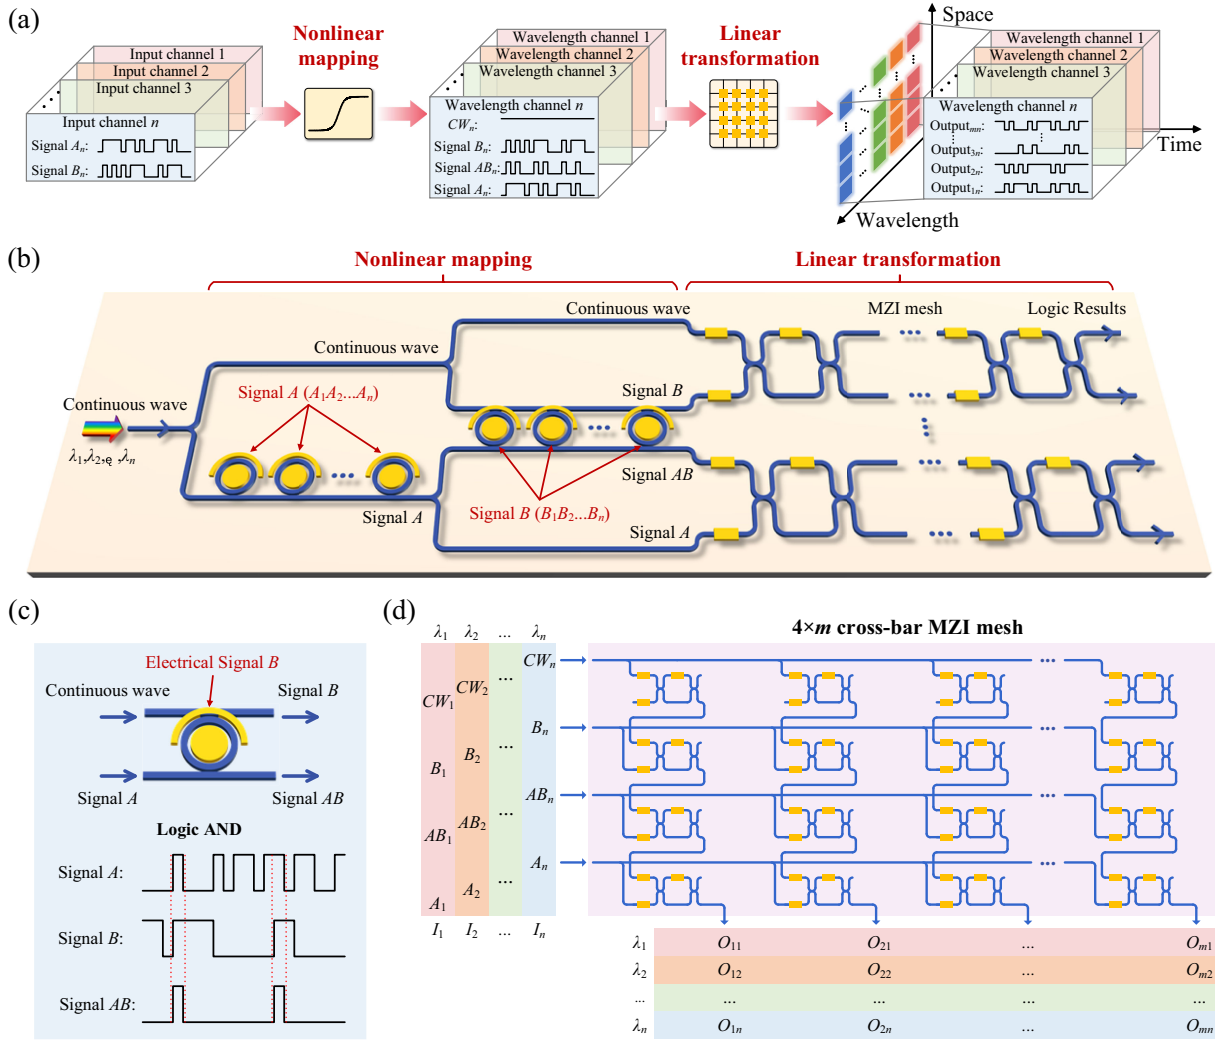 (a)
Input channel 1
Input channel 2
Input channel 3
Input channel n
Signal Aₙ:
Signal Bₙ:
Nonlinear
mapping
Wavelength channel 1
Wavelength channel 2
Wavelength channel 3
Wavelength channel n
CWₙ:
Signal Bₙ:
Signal ABₙ:
Signal Aₙ:
Linear
transformation
Space
Time
Wavelength
Wavelength channel 1
Wavelength channel 2
Wavelength channel 3
Wavelength channel n
Outputₘₙ:
Output₃ₙ:
Output₂ₙ:
Output₁ₙ:
(b)
Nonlinear mapping
Linear transformation
Continuous wave
MZI mesh
Logic Results
Continuous wave
Signal A (A₁A₂...Aₙ)
Signal B
Continuous wave
λ₁,λ₂,ę ,λₙ
Signal AB
Signal A
Signal B (B₁B₂...Bₙ)
Signal A
(c)
Electrical Signal B
Continuous wave
Signal B
Signal A
Signal AB
Logic AND
Signal A:
Signal B:
Signal AB:
(d)
4×m cross-bar MZI mesh
λ₁ λ₂ ... λₙ
CW₁ CW₂ ... CWₙ
B₁ B₂ ... Bₙ
AB₁ AB₂ ... ABₙ
A₁ A₂ ... Aₙ
I₁ I₂ ... Iₙ
λ₁ O₁₁ O₂₁ ... Oₘ₁
λ₂ O₁₂ O₂₂ Oₘ₂
... ... ... ... ...
λₙ O₁ₙ O₂ₙ ... Oₘₙ